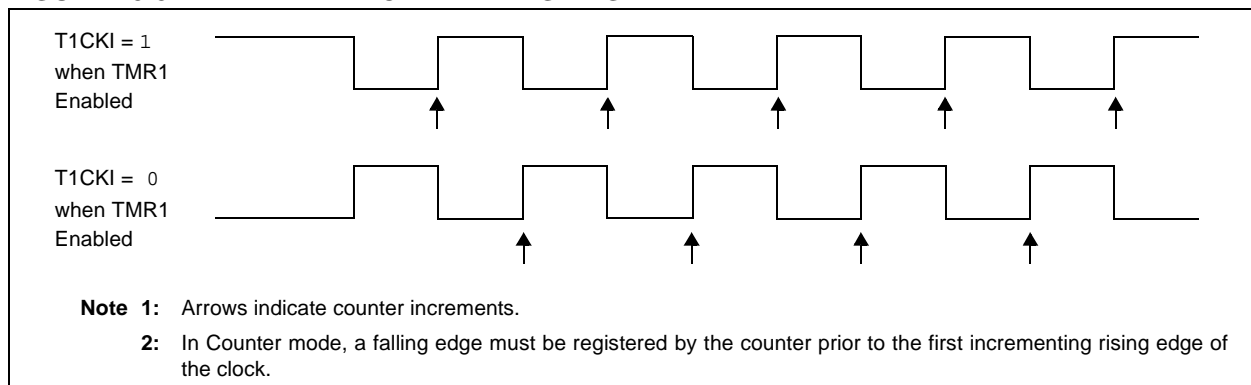 T1CKI = 1
when TMR1
Enabled
T1CKI = 0
when TMR1
Enabled
Note 1: Arrows indicate counter increments.
2: In Counter mode, a falling edge must be registered by the counter prior to the first incrementing rising edge of
the clock.